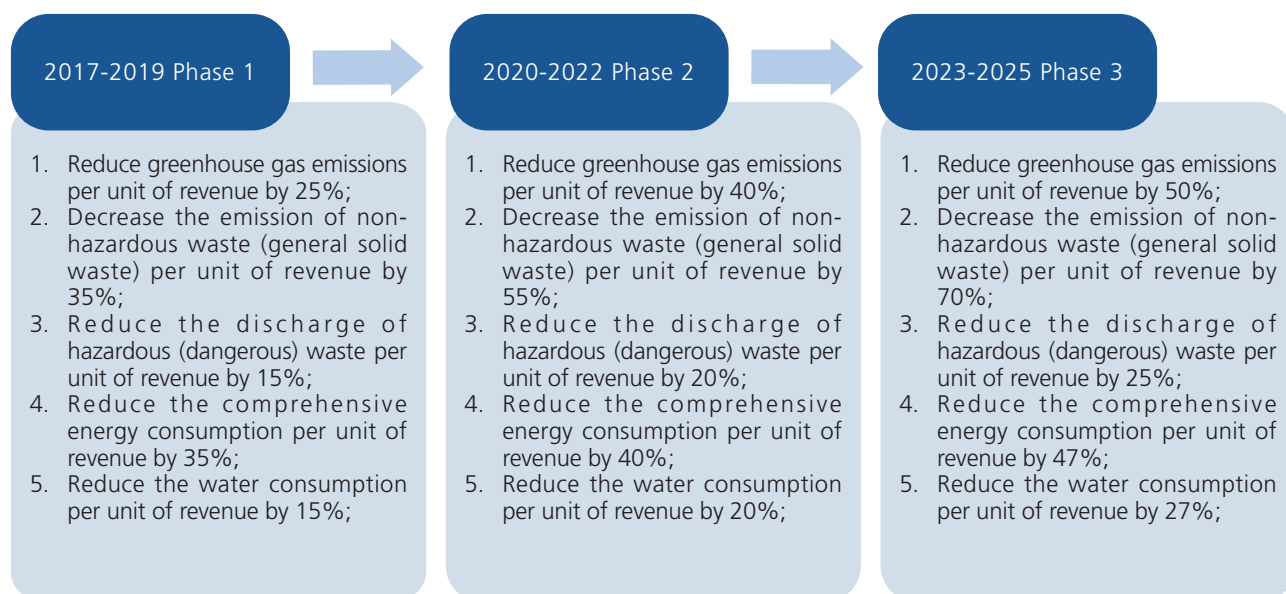 2017-2019 Phase 1
1. Reduce greenhouse gas emissions
per unit of revenue by 25%;
2. Decrease the emission of non-
hazardous waste (general solid
waste) per unit of revenue by
35%;
3. Reduce the discharge of
hazardous (dangerous) waste per
unit of revenue by 15%;
4. Reduce the comprehensive
energy consumption per unit of
revenue by 35%;
5. Reduce the water consumption
per unit of revenue by 15%;
2020-2022 Phase 2
1. Reduce greenhouse gas emissions
per unit of revenue by 40%;
2. Decrease the emission of non-
hazardous waste (general solid
waste) per unit of revenue by
55%;
3. Reduce the discharge of
hazardous (dangerous) waste per
unit of revenue by 20%;
4. Reduce the comprehensive
energy consumption per unit of
revenue by 40%;
5. Reduce the water consumption
per unit of revenue by 20%;
2023-2025 Phase 3
1. Reduce greenhouse gas emissions
per unit of revenue by 50%;
2. Decrease the emission of non-
hazardous waste (general solid
waste) per unit of revenue by
70%;
3. Reduce the discharge of
hazardous (dangerous) waste per
unit of revenue by 25%;
4. Reduce the comprehensive
energy consumption per unit of
revenue by 47%;
5. Reduce the water consumption
per unit of revenue by 27%;